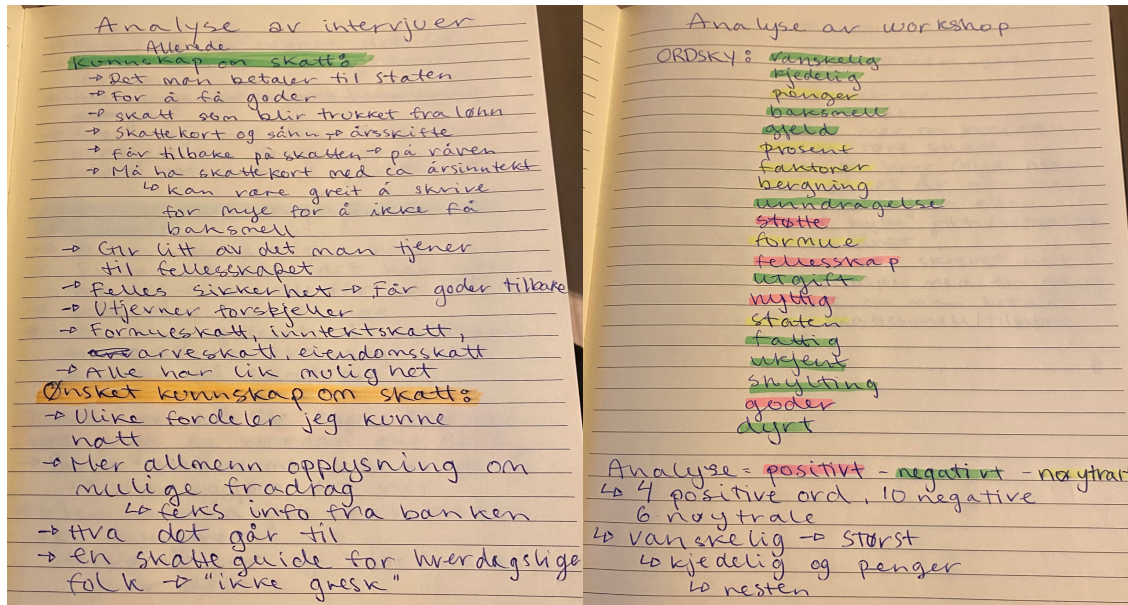 Analyse av intervjuer
Allerede
kunnskap om skatt:
→ Det man betaler til staten
→ For å få goder
→ skatt som blir trukket fra lønn
→ Skattekort og sånn → årsskifte
→ Får tilbake på skatten → på våren
→ Må ha skattekort med ca årsinntekt
↳ kan være greit å skrive
for mye for å ikke få
baksmell
→ Gir litt av det man tjener
til fellesskapet
→ Felles sikkerhet → Får goder tilbake
→ Utjevner forskjeller
→ Formueskatt, inntektskatt,
arveskatt, eiendomsskatt
→ Alle har lik mulighet
Ønsket kunnskap om skatt:
→ Ulike fordeler jeg kunne
hatt
→ Mer allmenn opplysning om
mulige fradrag
↳ feks info fra banken
→ Hva det går til
→ en skatteguide for hverdagslige
folk → "ikke gresk"
Analyse av workshop
ORDSKY: vanskelig
kjedelig
penger
baksmell
gjeld
prosent
faktorer
bergning
unndragelse
støtte
formue
fellesskap
utgift
nyttig
staten
fattig
ukjent
snylting
goder
dyrt
Analyse = positivt - negativt - nøytralt
↳ 4 positive ord, 10 negative
6 nøytrale
↳ vanskelig → størst
↳ kjedelig og penger
↳ nesten